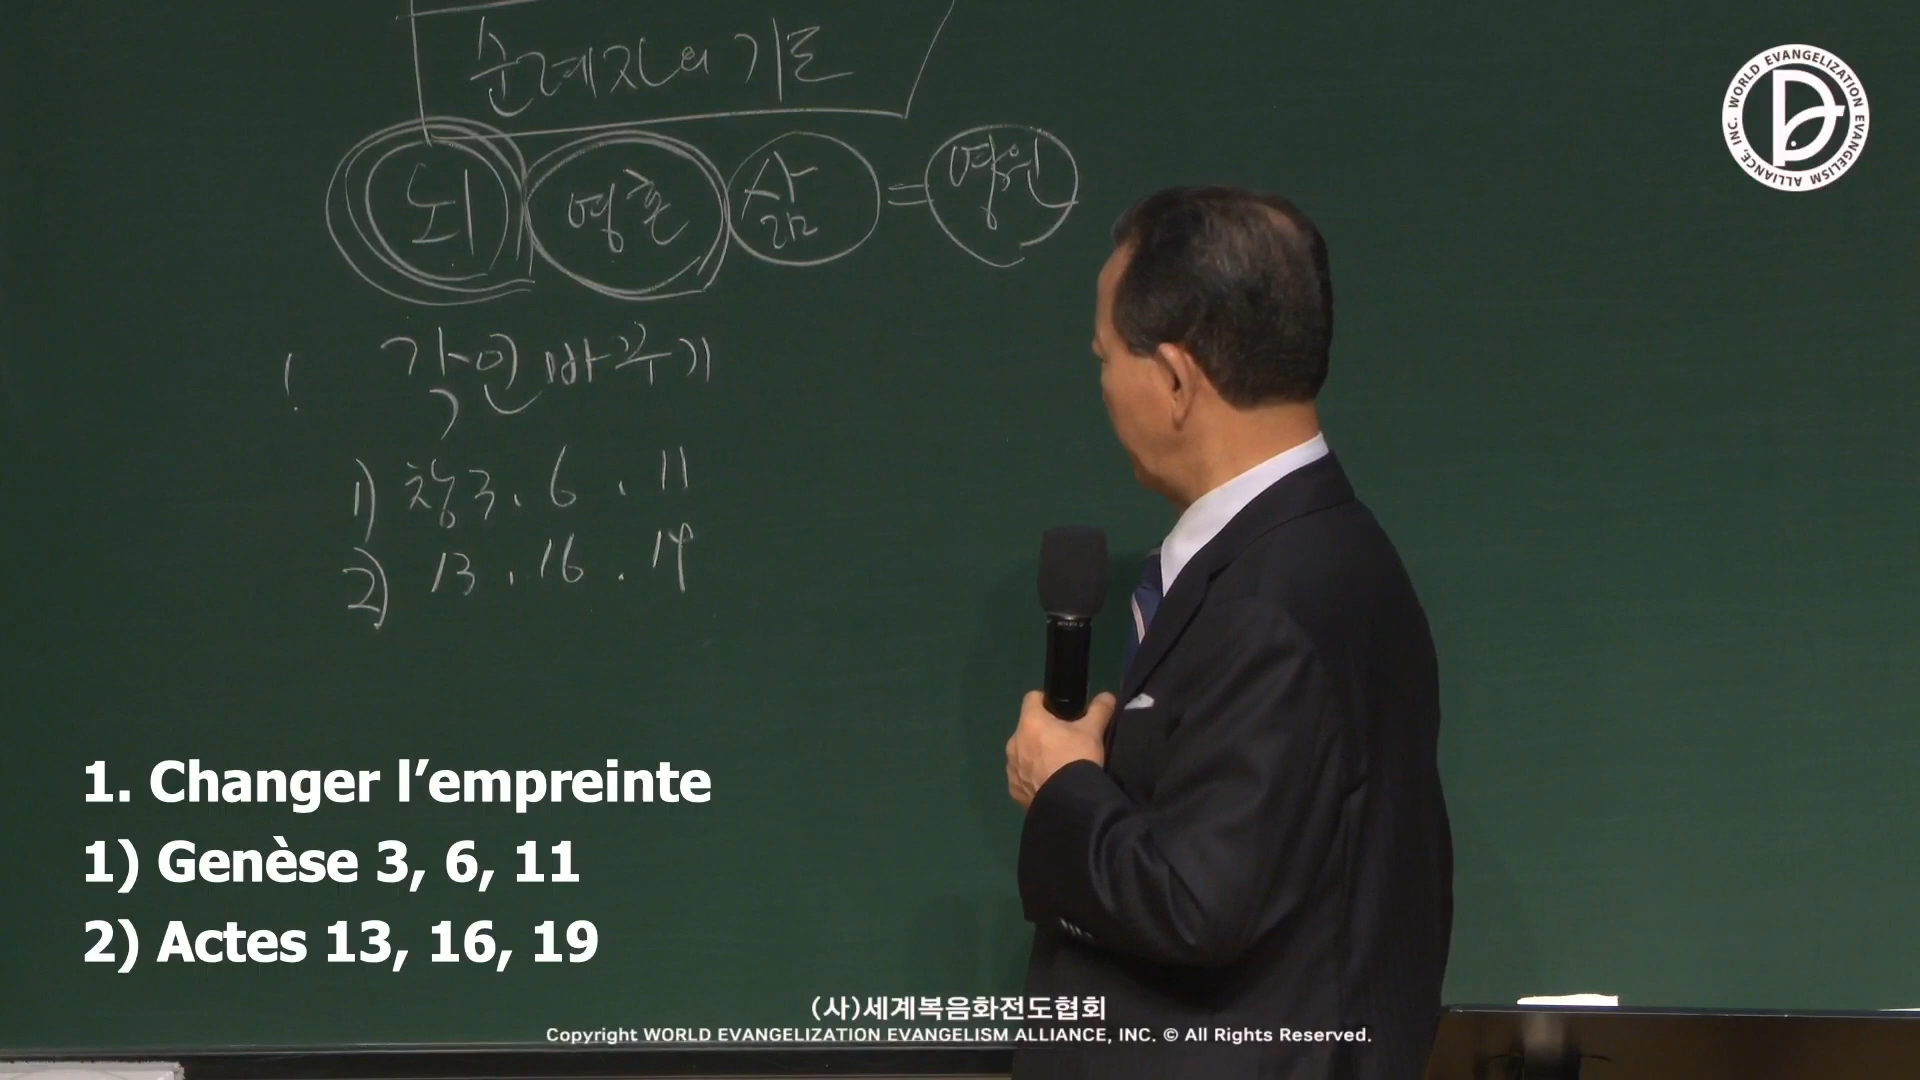 순례자의 기도
뇌 영혼 삶 = 영원
1. 각인 바꾸기
1) 창 3, 6, 11
2) 13, 16, 19
WORLD EVANGELIZATION EVANGELISM ALLIANCE, INC.
1. Changer l’empreinte
1) Genèse 3, 6, 11
2) Actes 13, 16, 19
(사)세계복음화전도협회
Copyright WORLD EVANGELIZATION EVANGELISM ALLIANCE, INC. © All Rights Reserved.